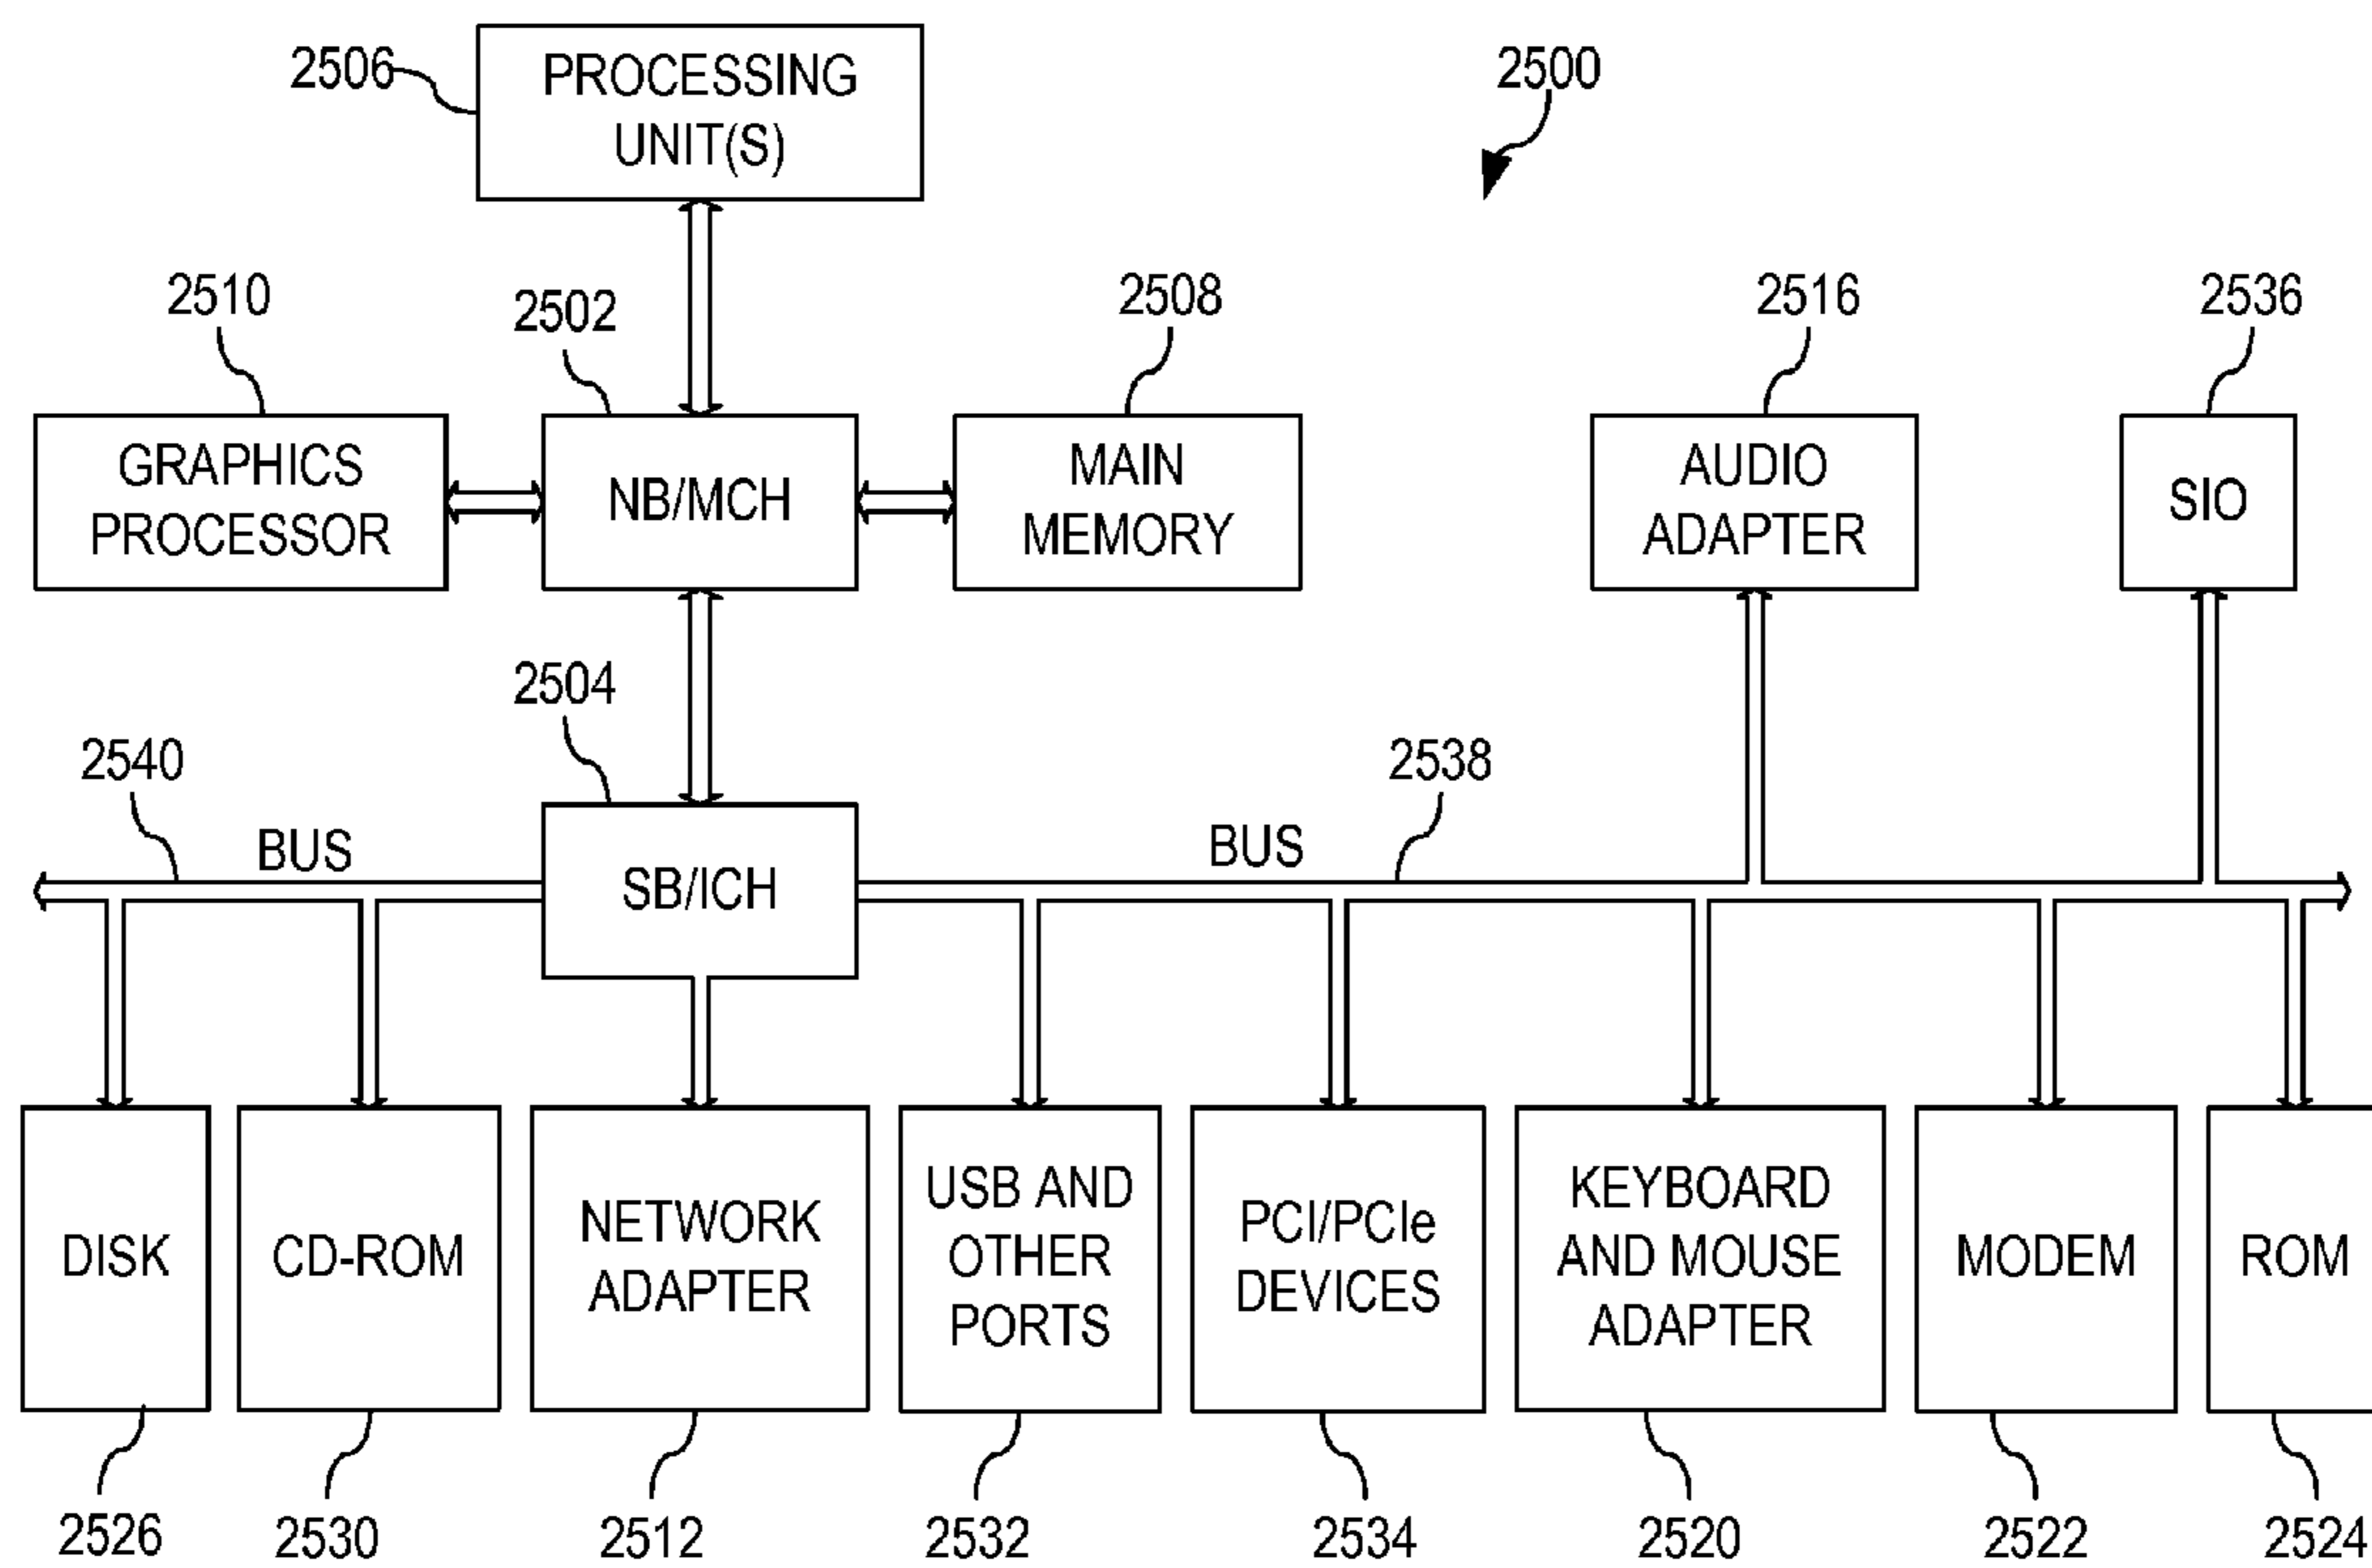 2506
PROCESSING
UNIT(S)
2500
2510
2502
2508
2516
2536
GRAPHICS
PROCESSOR
NB/MCH
MAIN
MEMORY
AUDIO
ADAPTER
SIO
2504
2540
2538
BUS
SB/ICH
BUS
DISK
CD-ROM
NETWORK
ADAPTER
USB AND
OTHER
PORTS
PCI/PCIe
DEVICES
KEYBOARD
AND MOUSE
ADAPTER
MODEM
ROM
2526
2530
2512
2532
2534
2520
2522
2524